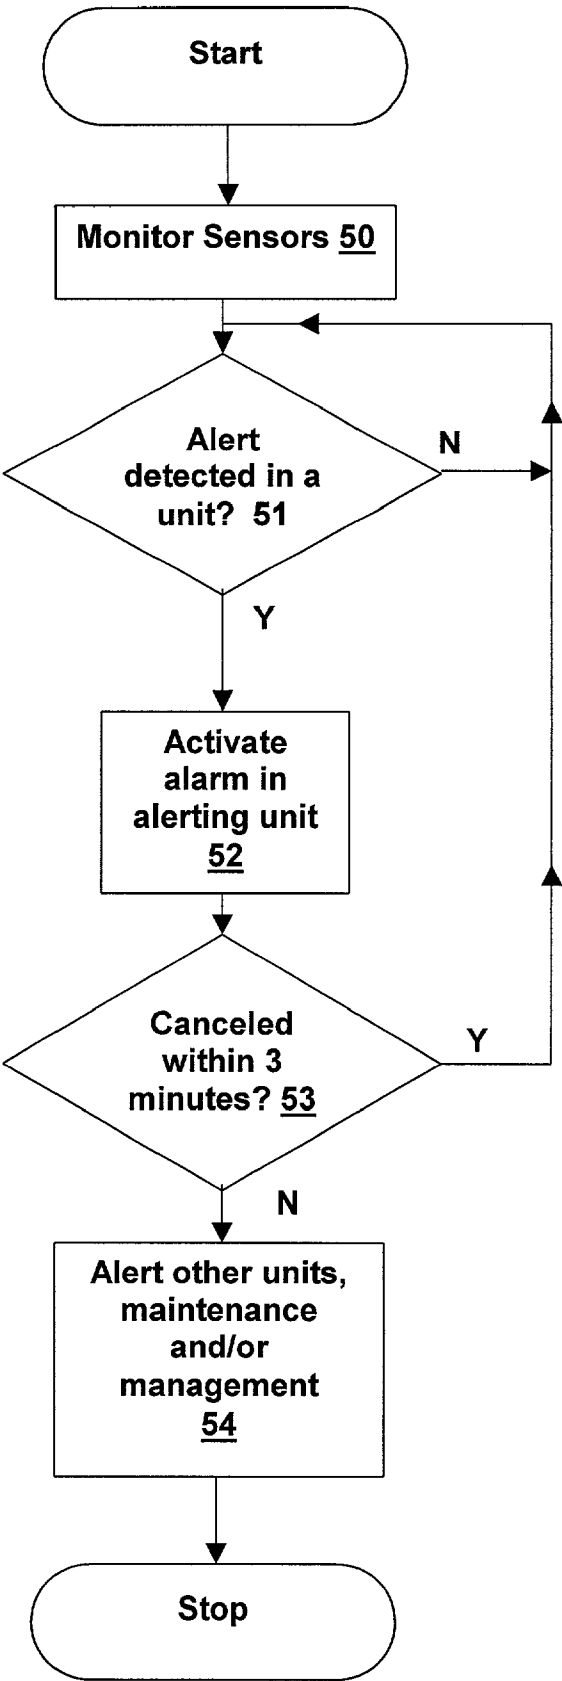 Start
Monitor Sensors 50
Alert
detected in a
unit? 51
N
Y
Activate
alarm in
alerting unit
52
Canceled
within 3
minutes? 53
Y
N
Alert other units,
maintenance
and/or
management
54
Stop